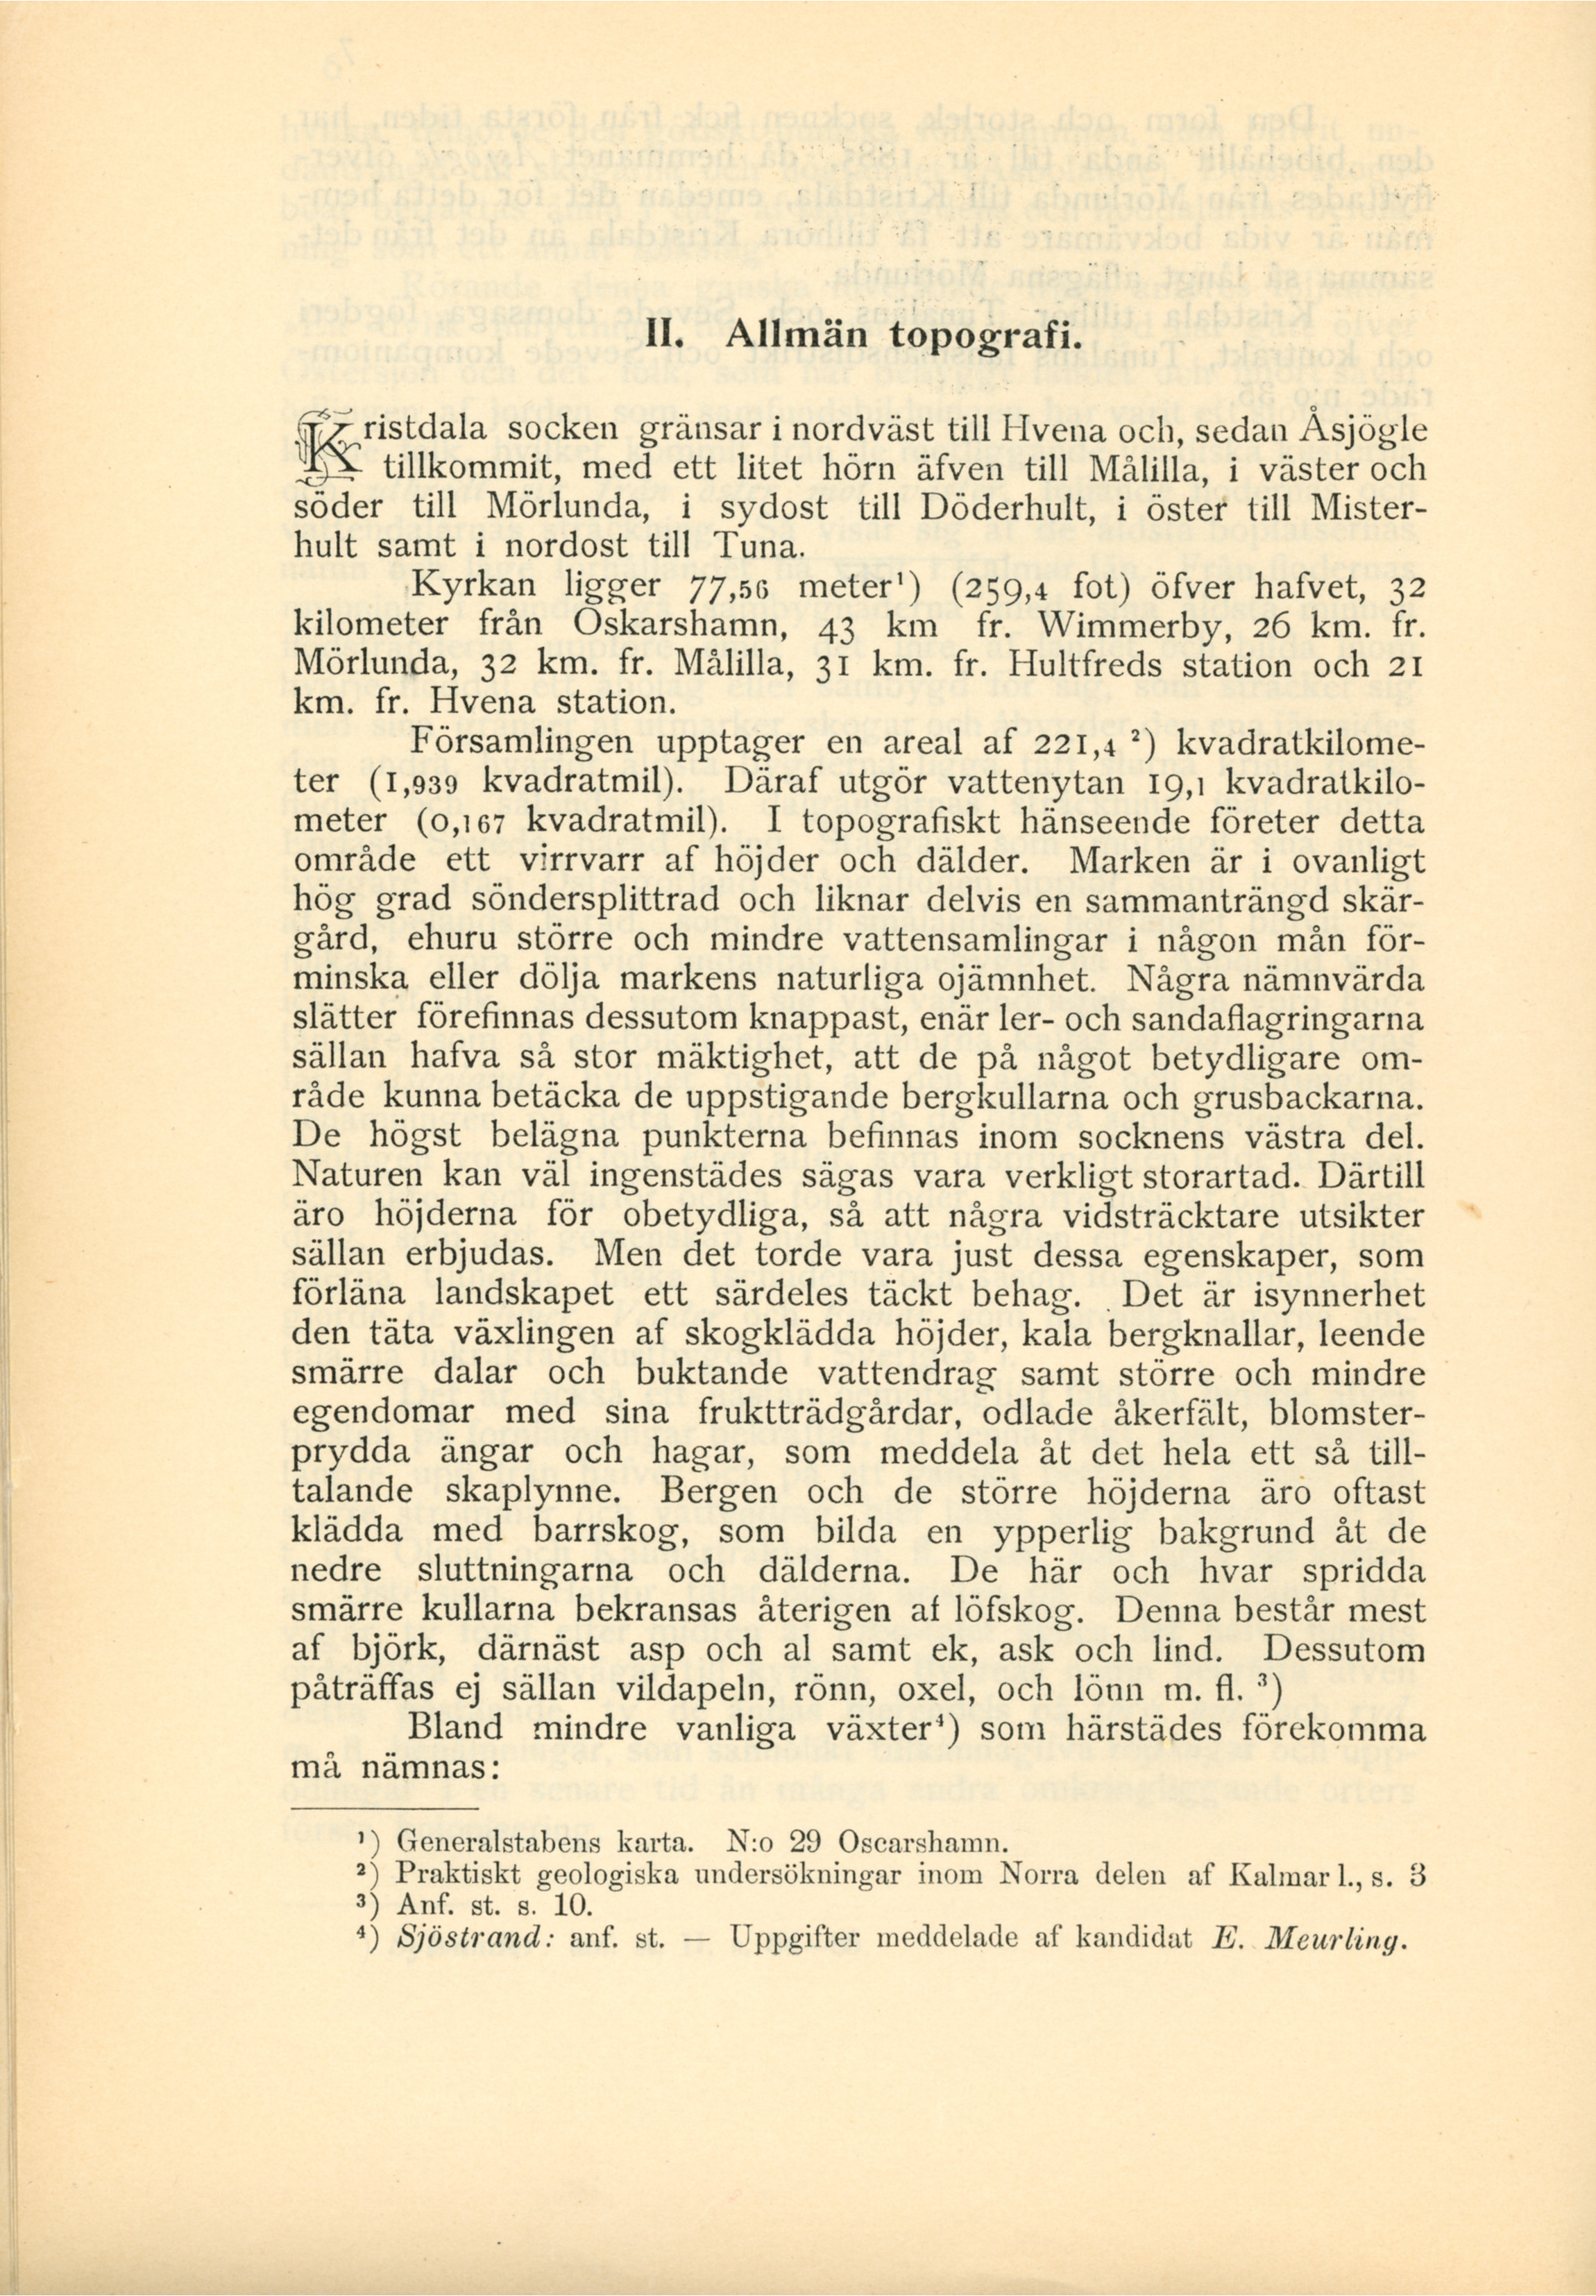 II. Allmän topografi.
Kristdala socken gränsar i nordväst till Hvena och, sedan Åsjögle
tillkommit, med ett litet hörn äfven till Målilla, i väster och
söder till Mörlunda, i sydost till Döderhult, i öster till Mister-
hult samt i nordost till Tuna.
Kyrkan ligger 77,56 meter¹) (259,4 fot) öfver hafvet, 32
kilometer från Oskarshamn, 43 km fr. Wimmerby, 26 km. fr.
Mörlunda, 32 km. fr. Målilla, 31 km. fr. Hultfreds station och 21
km. fr. Hvena station.
Församlingen upptager en areal af 221,4 ²) kvadratkilome-
ter (1,939 kvadratmil). Däraf utgör vattenytan 19,1 kvadratkilo-
meter (0,167 kvadratmil). I topografiskt hänseende företer detta
område ett virrvarr af höjder och dälder. Marken är i ovanligt
hög grad söndersplittrad och liknar delvis en sammanträngd skär-
gård, ehuru större och mindre vattensamlingar i någon mån för-
minska eller dölja markens naturliga ojämnhet. Några nämnvärda
slätter förefinnas dessutom knappast, enär ler- och sandaflagringarna
sällan hafva så stor mäktighet, att de på något betydligare om-
råde kunna betäcka de uppstigande bergkullarna och grusbackarna.
De högst belägna punkterna befinnas inom socknens västra del.
Naturen kan väl ingenstädes sägas vara verkligt storartad. Därtill
äro höjderna för obetydliga, så att några vidsträcktare utsikter
sällan erbjudas. Men det torde vara just dessa egenskaper, som
förläna landskapet ett särdeles täckt behag. Det är isynnerhet
den täta växlingen af skogklädda höjder, kala bergknallar, leende
smärre dalar och buktande vattendrag samt större och mindre
egendomar med sina fruktträdgårdar, odlade åkerfält, blomster-
prydda ängar och hagar, som meddela åt det hela ett så till-
talande skaplynne. Bergen och de större höjderna äro oftast
klädda med barrskog, som bilda en ypperlig bakgrund åt de
nedre sluttningarna och dälderna. De här och hvar spridda
smärre kullarna bekransas återigen af löfskog. Denna består mest
af björk, därnäst asp och al samt ek, ask och lind. Dessutom
påträffas ej sällan vildapeln, rönn, oxel, och lönn m. fl. ³)
Bland mindre vanliga växter⁴) som härstädes förekomma
må nämnas:
¹) Generalstabens karta. N:o 29 Oscarshamn.
²) Praktiskt geologiska undersökningar inom Norra delen af Kalmar l., s. 3
³) Anf. st. s. 10.
⁴) Sjöstrand: anf. st. — Uppgifter meddelade af kandidat E. Meurling.